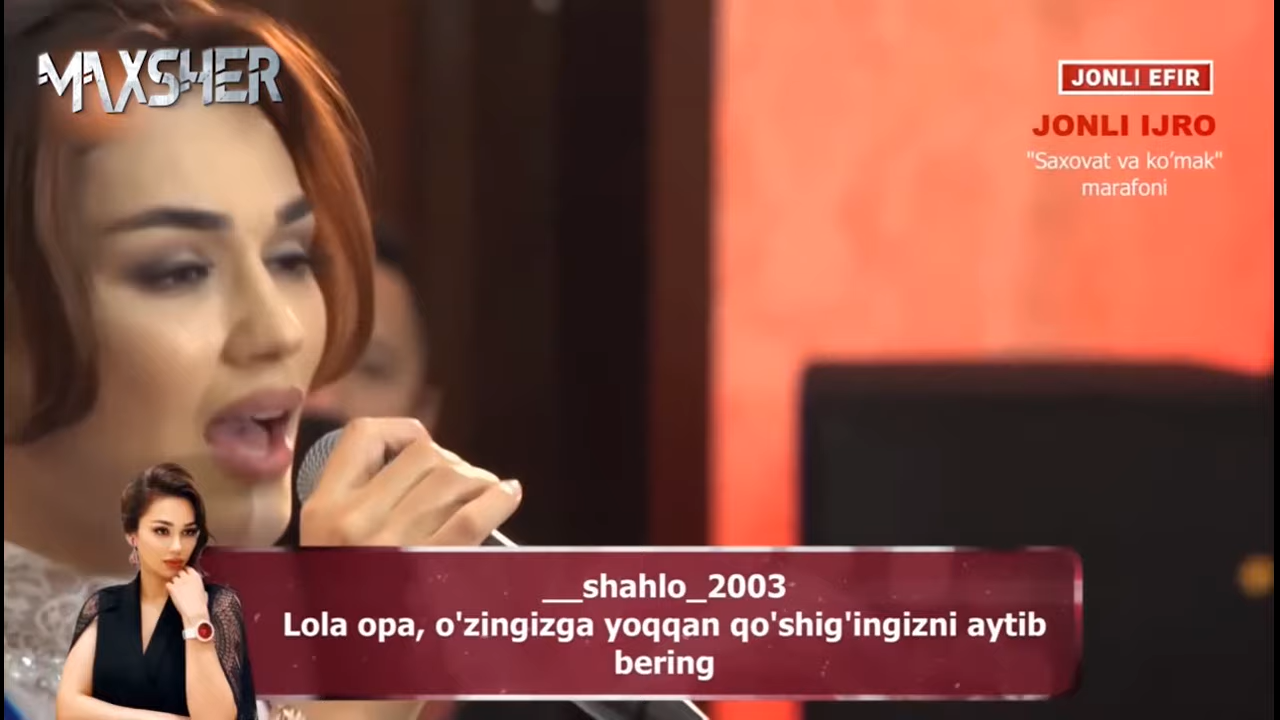 MAXSHER
JONLI EFIR
JONLI IJRO
"Saxovat va ko’mak"
marafoni
__shahlo_2003
Lola opa, o'zingizga yoqqan qo'shig'ingizni aytib
bering